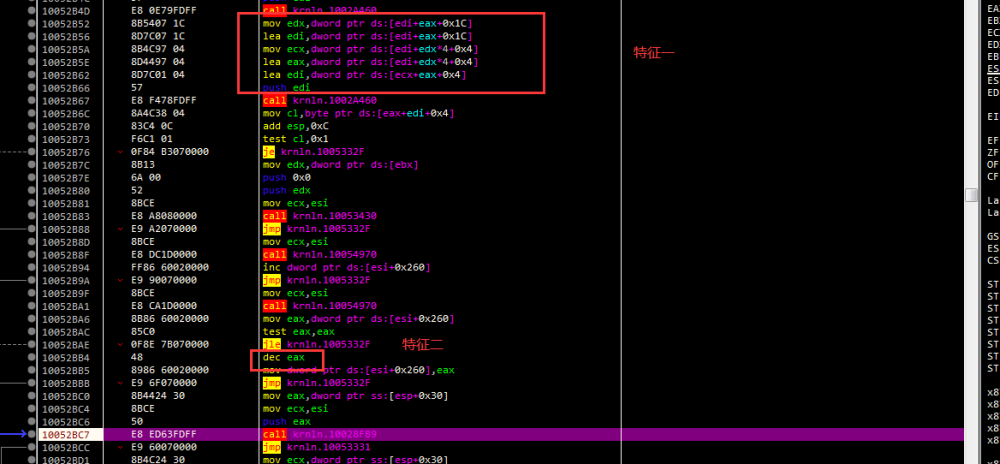 10052B4D E8 0E79FDFF call krnln.1002A460 EA
10052B52 8B5407 1C mov edx,dword ptr ds:[edi+eax+0x1C] EB
10052B56 8D7C07 1C lea edi,dword ptr ds:[edi+eax+0x1C] EC
10052B5A 8B4C97 04 mov ecx,dword ptr ds:[edi+edx*4+0x4] 特征一 ED
10052B5E 8D4497 04 lea eax,dword ptr ds:[edi+edx*4+0x4] EB
10052B62 8D7C01 04 lea edi,dword ptr ds:[ecx+eax+0x4] ES
10052B66 57 push edi ES
10052B67 E8 F478FDFF call krnln.1002A460 ED
10052B6C 8A4C38 04 mov cl,byte ptr ds:[eax+edi+0x4]
10052B70 83C4 0C add esp,0xC EI
10052B73 F6C1 01 test cl,0x1
10052B76 0F84 B3070000 je krnln.1005332F EF
10052B7C 8B13 mov edx,dword ptr ds:[ebx] ZF
10052B7E 6A 00 push 0x0 OF
10052B80 52 push edx CF
10052B81 8BCE mov ecx,esi
10052B83 E8 A8080000 call krnln.10053430 La
10052B88 E9 A2070000 jmp krnln.1005332F La
10052B8D 8BCE mov ecx,esi
10052B8F E8 DC1D0000 call krnln.10054970 GS
10052B94 FF86 60020000 inc dword ptr ds:[esi+0x260] ES
10052B9A E9 90070000 jmp krnln.1005332F CS
10052B9F 8BCE mov ecx,esi
10052BA1 E8 CA1D0000 call krnln.10054970 ST
10052BA6 8B86 60020000 mov eax,dword ptr ds:[esi+0x260] ST
10052BAC 85C0 test eax,eax ST
10052BAE 0F8E 7B070000 jle krnln.1005332F 特征二 ST
10052BB4 48 dec eax ST
10052BB5 8986 60020000 mov dword ptr ds:[esi+0x260],eax ST
10052BBB E9 6F070000 jmp krnln.1005332F ST
10052BC0 8B4424 30 mov eax,dword ptr ss:[esp+0x30] ST
10052BC4 8BCE mov ecx,esi x8
10052BC6 50 push eax x8
10052BC7 E8 ED63FDFF call krnln.10028FB9 x8
10052BCC E9 60070000 jmp krnln.10053331 x8
10052BD1 8B4C24 30 mov ecx,dword ptr ss:[esp+0x30]